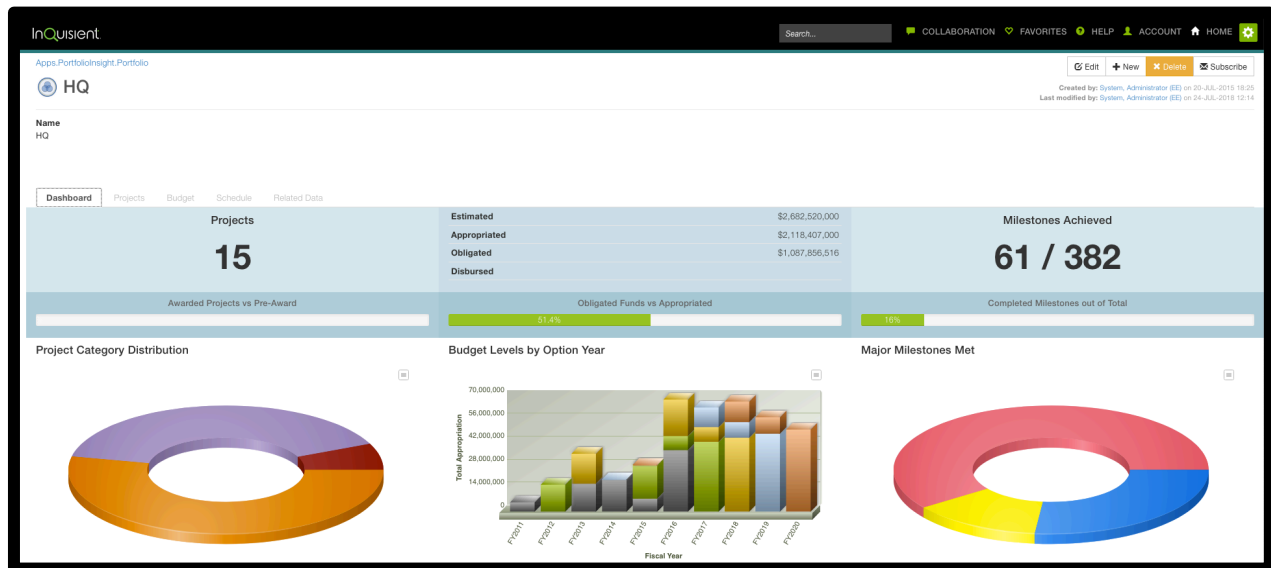 InQuisient.
Search...
COLLABORATION FAVORITES HELP ACCOUNT HOME
Apps.PortfolioInsight.Portfolio
Edit New Delete Subscribe
HQ
Created by: System, Administrator (EE) on 20-JUL-2015 18:25
Last modified by: System, Administrator (EE) on 24-JUL-2018 12:14
Name
HQ
Dashboard Projects Budget Schedule Related Data
Projects
15
Estimated $2,682,520,000
Appropriated $2,118,407,000
Obligated $1,087,856,516
Disbursed
Milestones Achieved
61 / 382
Awarded Projects vs Pre-Award
Obligated Funds vs Appropriated
51.4%
Completed Milestones out of Total
16%
Project Category Distribution
Budget Levels by Option Year
70,000,000
56,000,000
42,000,000
28,000,000
14,000,000
0
Total Appropriation
FY2011 FY2012 FY2013 FY2014 FY2015 FY2016 FY2017 FY2018 FY2019 FY2020
Fiscal Year
Major Milestones Met